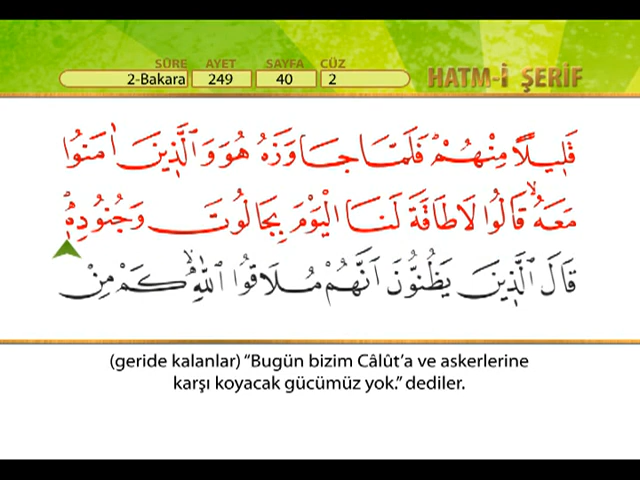 SÛRE AYET SAYFA CÜZ
2-Bakara 249 40 2 HATM-İ ŞERİF
قَلٖيلًا مِنْهُمْ فَلَمَّا جَاوَزَهُ هُوَ وَالَّذٖينَ اٰمَنُوا
مَعَهُۙ قَالُوا لَا طَاقَةَ لَنَا الْيَوْمَ بِجَالُوتَ وَجُنُودِهٖؕ
قَالَ الَّذٖينَ يَظُنُّونَ اَنَّهُمْ مُلَاقُوا اللّٰهِۙ كَمْ مِنْ
(geride kalanlar) “Bugün bizim Câlût’a ve askerlerine
karşı koyacak gücümüz yok.” dediler.